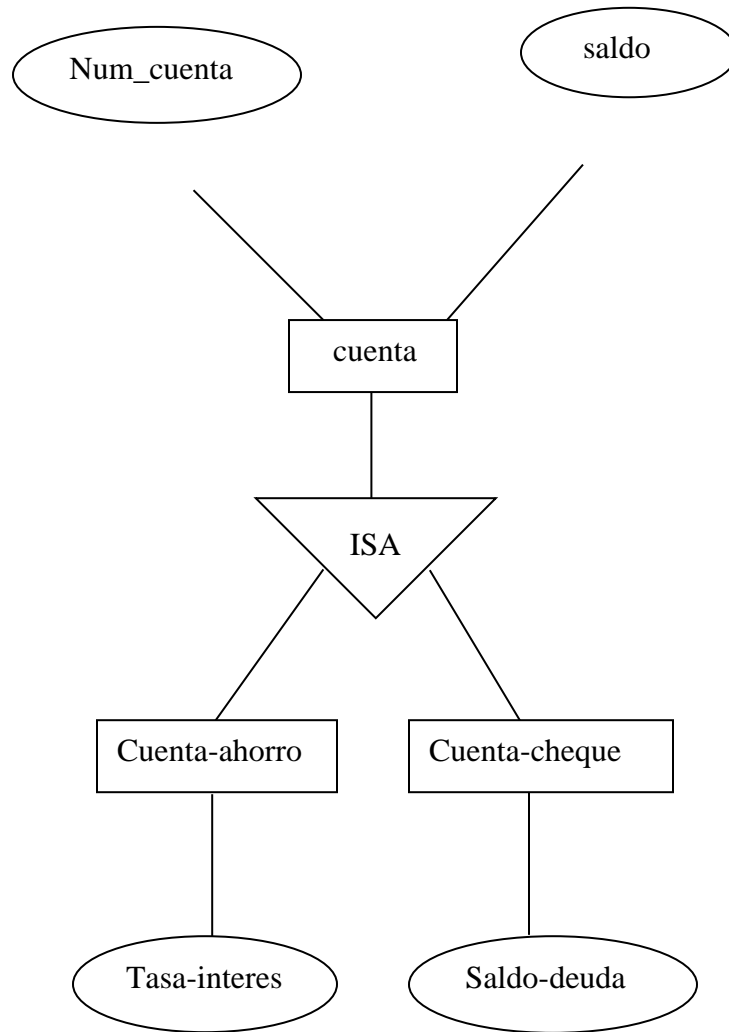 Num_cuenta
saldo
cuenta
ISA
Cuenta-ahorro
Cuenta-cheque
Tasa-interes
Saldo-deuda